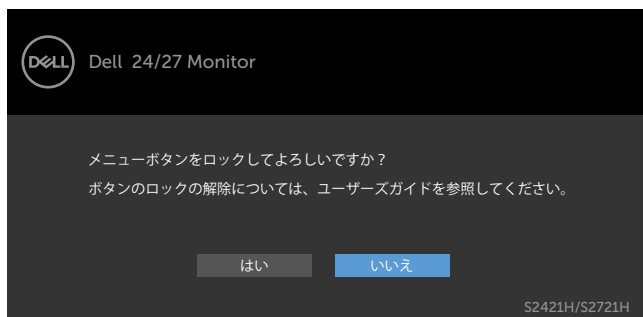 DELL
Dell 24/27 Monitor
メニューボタンをロックしてよろしいですか？
ボタンのロックの解除については、ユーザーズガイドを参照してください。
はい
いいえ
S2421H/S2721H